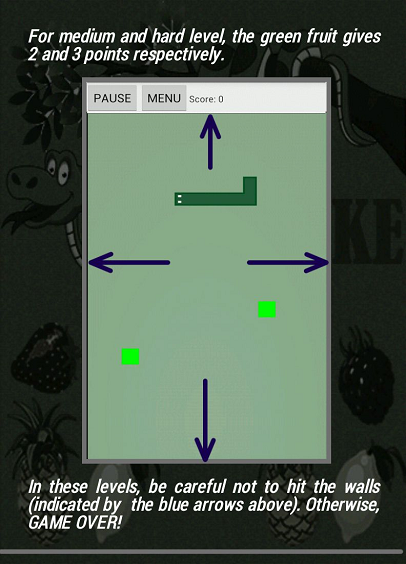 For medium and hard level, the green fruit gives
2 and 3 points respectively.
PAUSE MENU Score: 0
KE
In these levels, be careful not to hit the walls
(indicated by the blue arrows above). Otherwise,
GAME OVER!